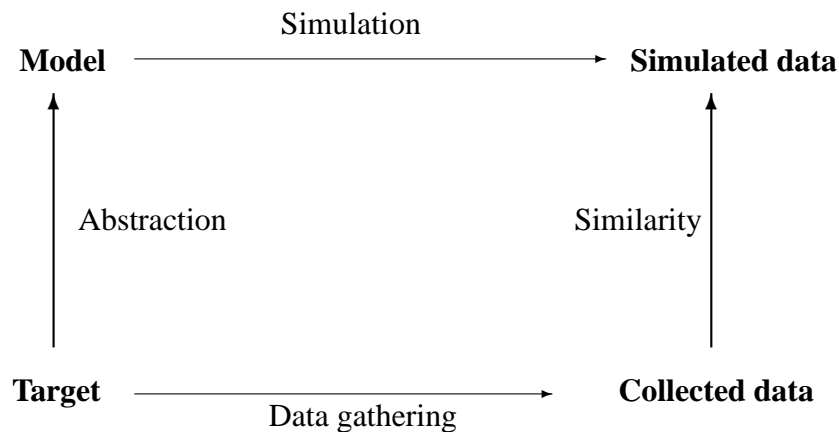 Simulation
Model
Simulated data
Abstraction
Similarity
Target
Collected data
Data gathering